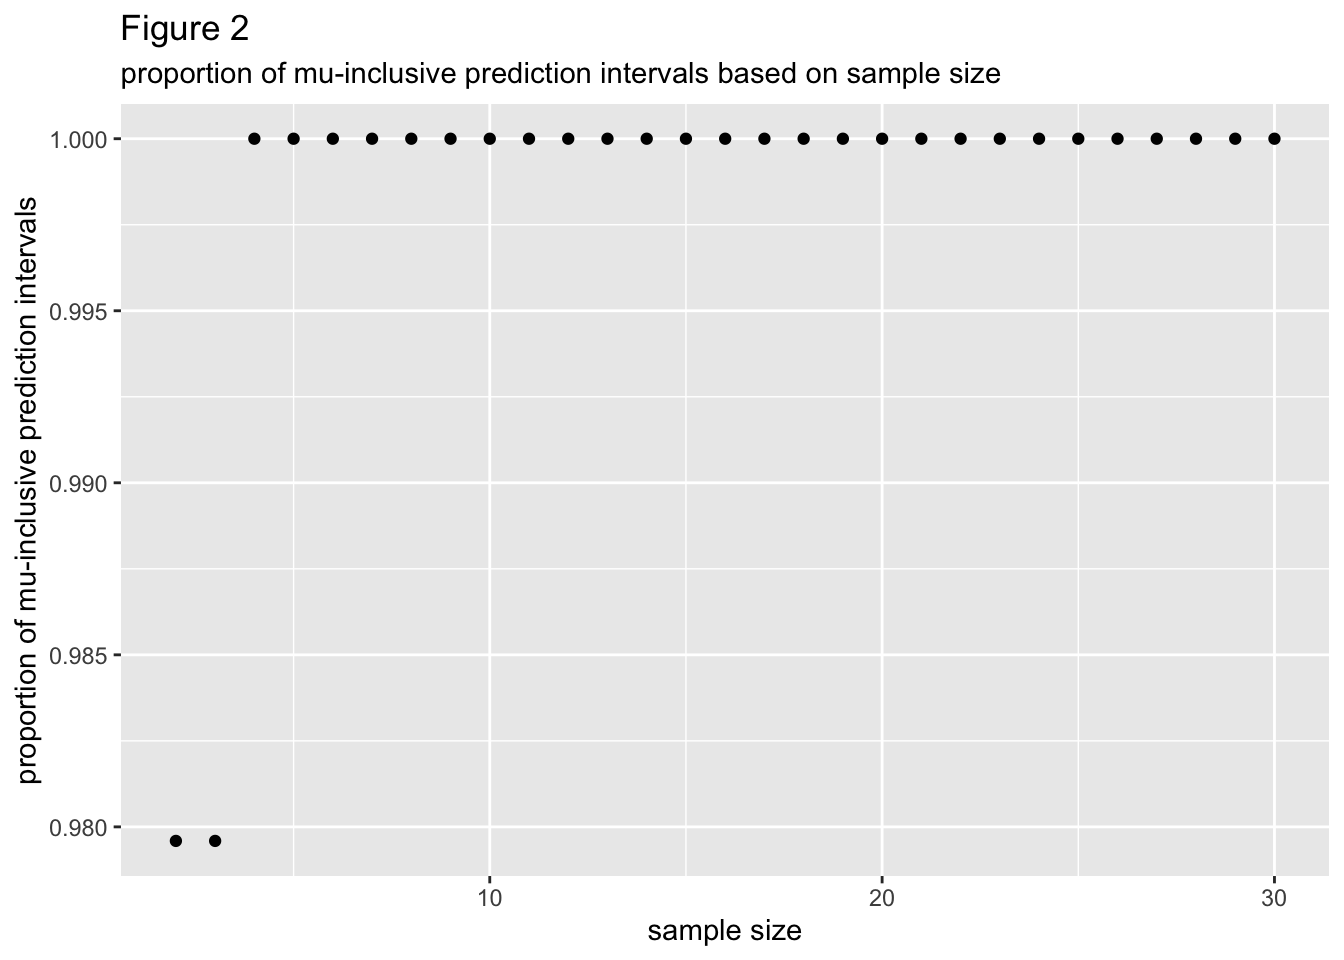 Figure 2
proportion of mu-inclusive prediction intervals based on sample size
proportion of mu-inclusive prediction intervals
1.000
0.995
0.990
0.985
0.980
10
20
30
sample size